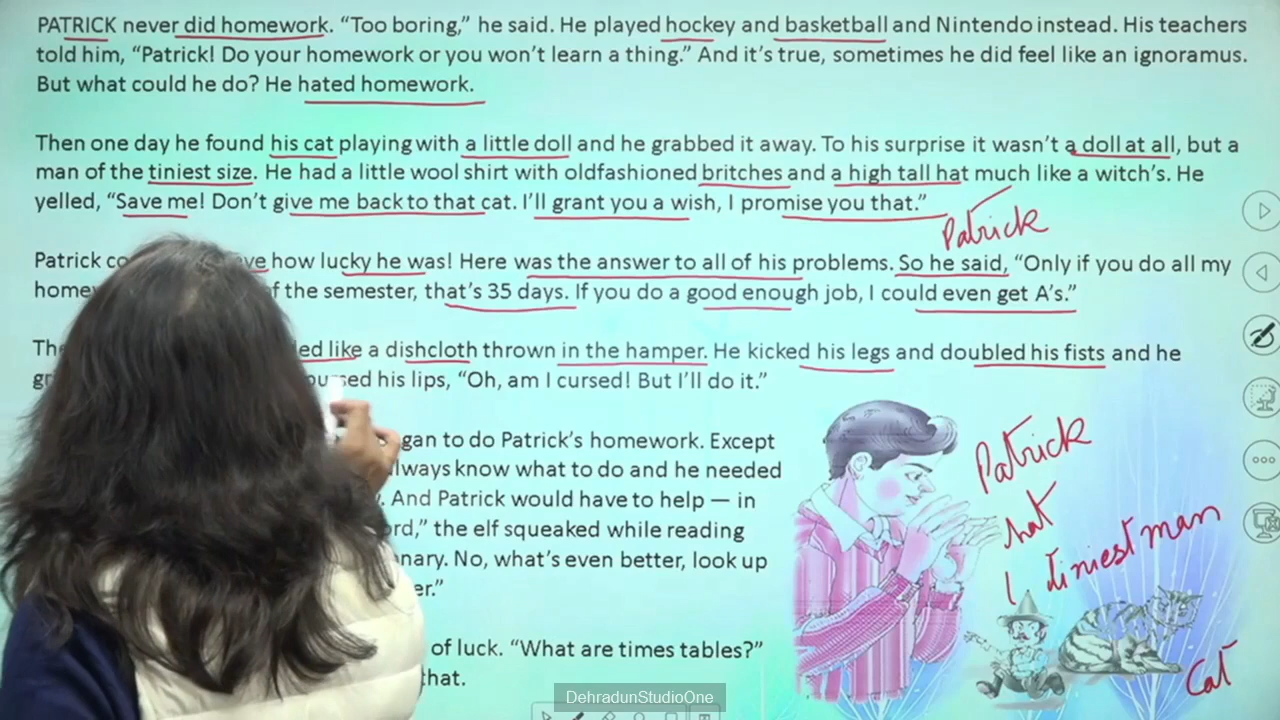 PATRICK never did homework. “Too boring,” he said. He played hockey and basketball and Nintendo instead. His teachers
told him, “Patrick! Do your homework or you won’t learn a thing.” And it’s true, sometimes he did feel like an ignoramus.
But what could he do? He hated homework.
Then one day he found his cat playing with a little doll and he grabbed it away. To his surprise it wasn’t a doll at all, but a
man of the tiniest size. He had a little wool shirt with oldfashioned britches and a high tall hat much like a witch’s. He
yelled, “Save me! Don’t give me back to that cat. I’ll grant you a wish, I promise you that.”
Patrick
Patrick how lucky he was! Here was the answer to all of his problems. So he said, “Only if you do all my
of the semester, that’s 35 days. If you do a good enough job, I could even get A’s.”
like a dishcloth thrown in the hamper. He kicked his legs and doubled his fists and he
his lips, “Oh, am I cursed! But I’ll do it.”
to do Patrick’s homework. Except
know what to do and he needed
And Patrick would have to help — in
the elf squeaked while reading
No, what’s even better, look up
of luck. “What are times tables?”
that.
Patrick
hat
tiniest man
Cat
DehradunStudioOne